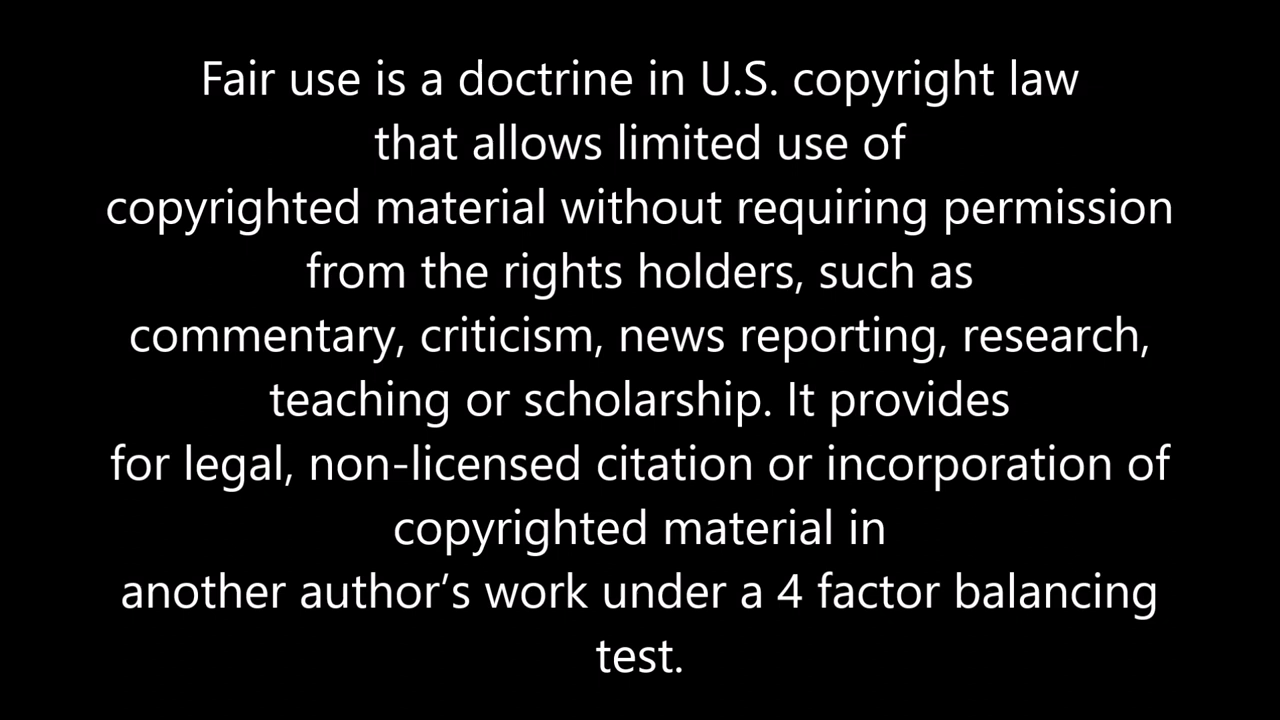 Fair use is a doctrine in U.S. copyright law
that allows limited use of
copyrighted material without requiring permission
from the rights holders, such as
commentary, criticism, news reporting, research,
teaching or scholarship. It provides
for legal, non-licensed citation or incorporation of
copyrighted material in
another author’s work under a 4 factor balancing
test.